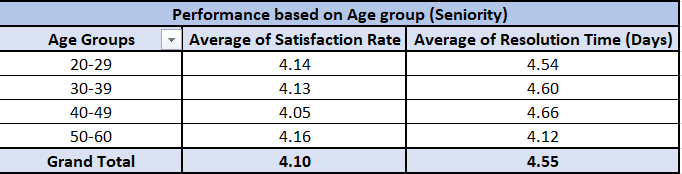 Performance based on Age group (Seniority)
Age Groups Average of Satisfaction Rate Average of Resolution Time (Days)
20-29 4.14 4.54
30-39 4.13 4.60
40-49 4.05 4.66
50-60 4.16 4.12
Grand Total 4.10 4.55